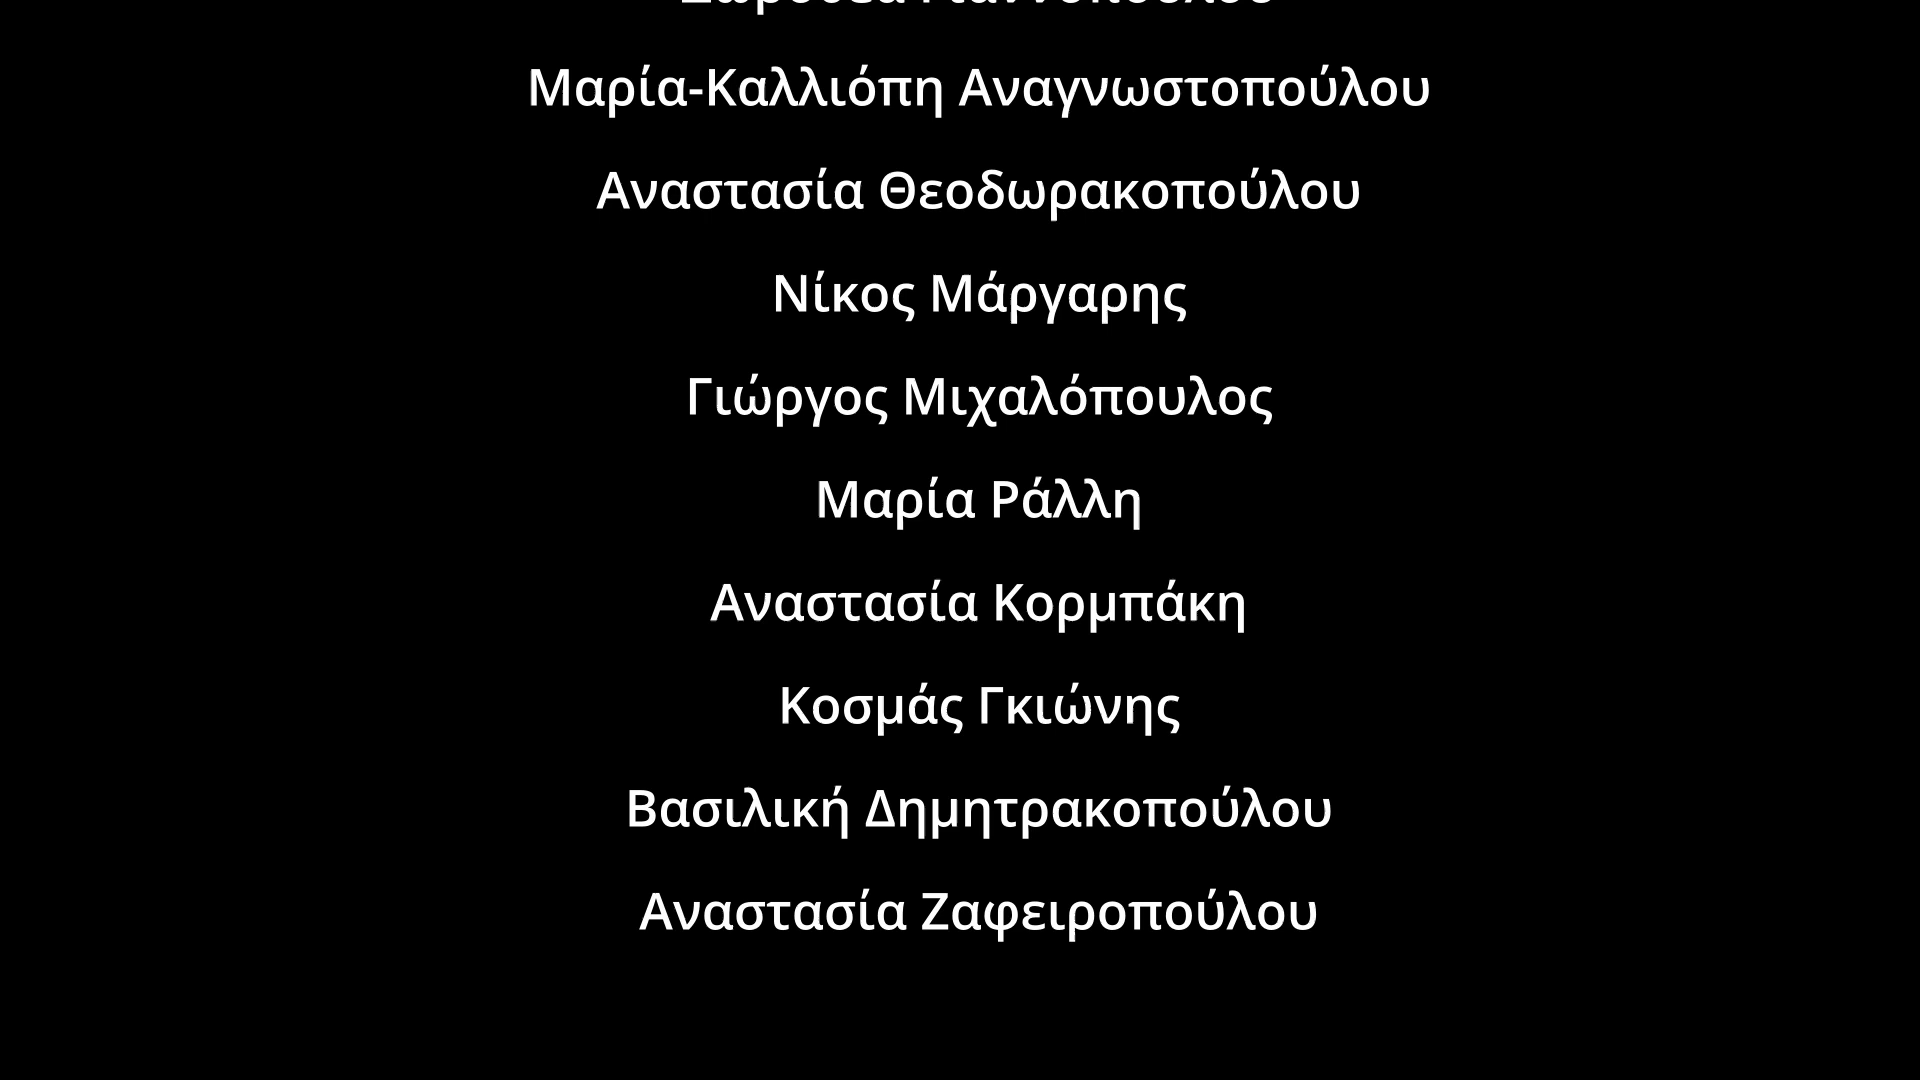 Μαρία-Καλλιόπη Αναγνωστοπούλου
Αναστασία Θεοδωρακοπούλου
Νίκος Μάργαρης
Γιώργος Μιχαλόπουλος
Μαρία Ράλλη
Αναστασία Κορμπάκη
Κοσμάς Γκιώνης
Βασιλική Δημητρακοπούλου
Αναστασία Ζαφειροπούλου